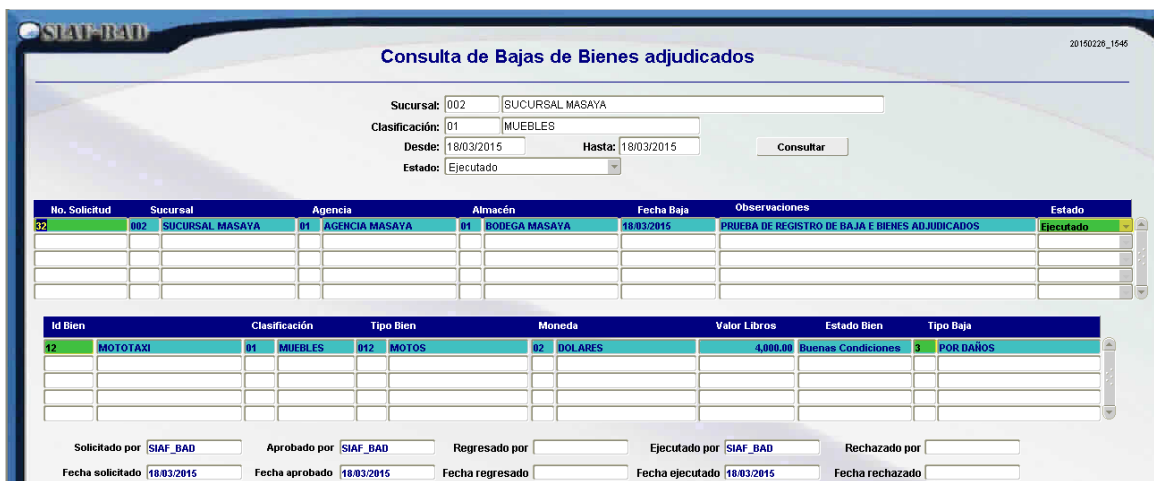 SIAF-BAD
20150226_1545
Consulta de Bajas de Bienes adjudicados
Sucursal: 002 SUCURSAL MASAYA
Clasificación: 01 MUEBLES
Desde: 18/03/2015 Hasta: 18/03/2015 Consultar
Estado: Ejecutado
No. Solicitud Sucursal Agencia Almacén Fecha Baja Observaciones Estado
32 002 SUCURSAL MASAYA 01 AGENCIA MASAYA 01 BODEGA MASAYA 18/03/2015 PRUEBA DE REGISTRO DE BAJA E BIENES ADJUDICADOS Ejecutado
Id Bien Clasificación Tipo Bien Moneda Valor Libros Estado Bien Tipo Baja
12 MOTOTAXI 01 MUEBLES 012 MOTOS 02 DOLARES 4,000.00 Buenas Condiciones 3 POR DAÑOS
Solicitado por SIAF_BAD Aprobado por SIAF_BAD Regresado por Ejecutado por SIAF_BAD Rechazado por
Fecha solicitado 18/03/2015 Fecha aprobado 18/03/2015 Fecha regresado Fecha ejecutado 18/03/2015 Fecha rechazado